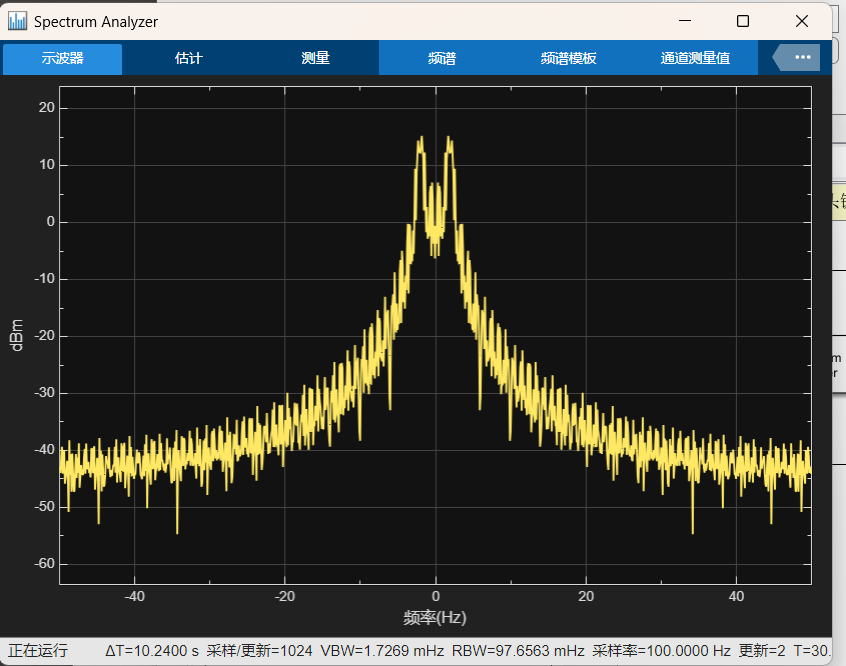 Spectrum Analyzer
示波器 估计 测量 频谱 频谱模板 通道测量值 ...
20
10
0
-10
-20
-30
-40
-50
-60
dBm
-40 -20 0 20 40
频率(Hz)
正在运行 ΔT=10.2400 s 采样/更新=1024 VBW=1.7269 mHz RBW=97.6563 mHz 采样率=100.0000 Hz 更新=2 T=30.